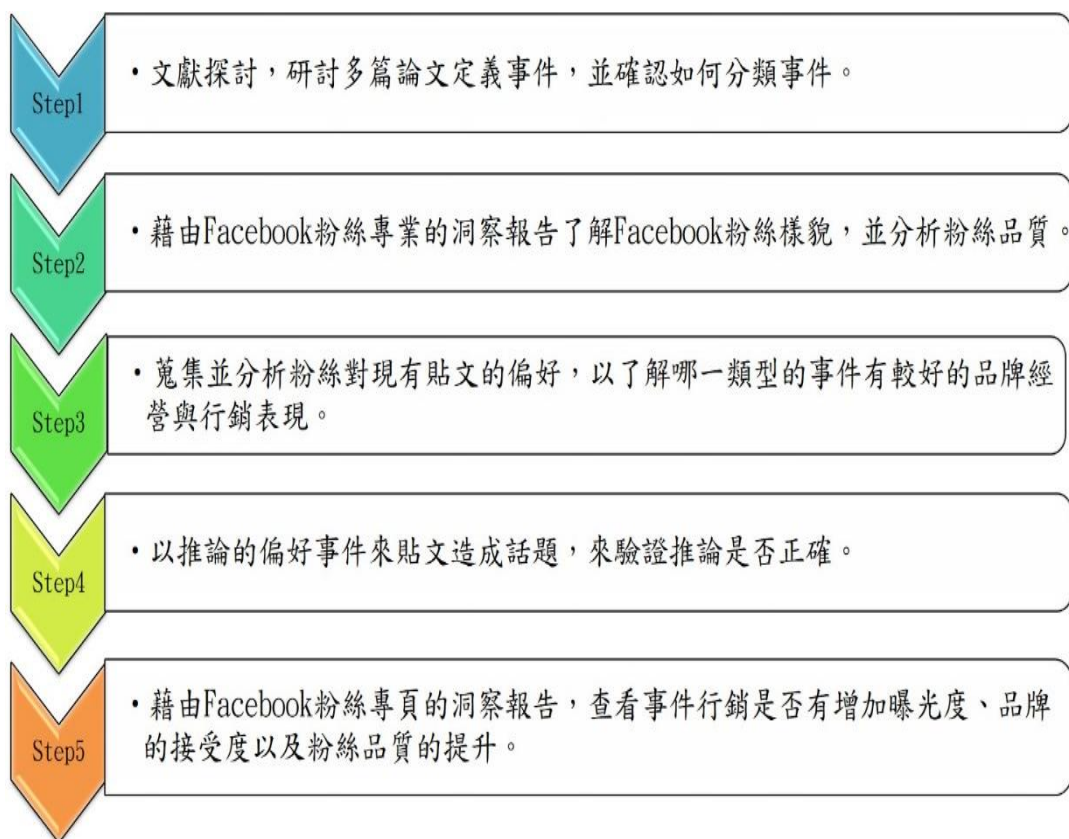 Step1
•文獻探討，研討多篇論文定義事件，並確認如何分類事件。
Step2
•藉由Facebook粉絲專業的洞察報告了解Facebook粉絲樣貌，並分析粉絲品質。
Step3
•蒐集並分析粉絲對現有貼文的偏好，以了解哪一類型的事件有較好的品牌經
營與行銷表現。
Step4
•以推論的偏好事件來貼文造成話題，來驗證推論是否正確。
Step5
•藉由Facebook粉絲專頁的洞察報告，查看事件行銷是否有增加曝光度、品牌
的接受度以及粉絲品質的提升。